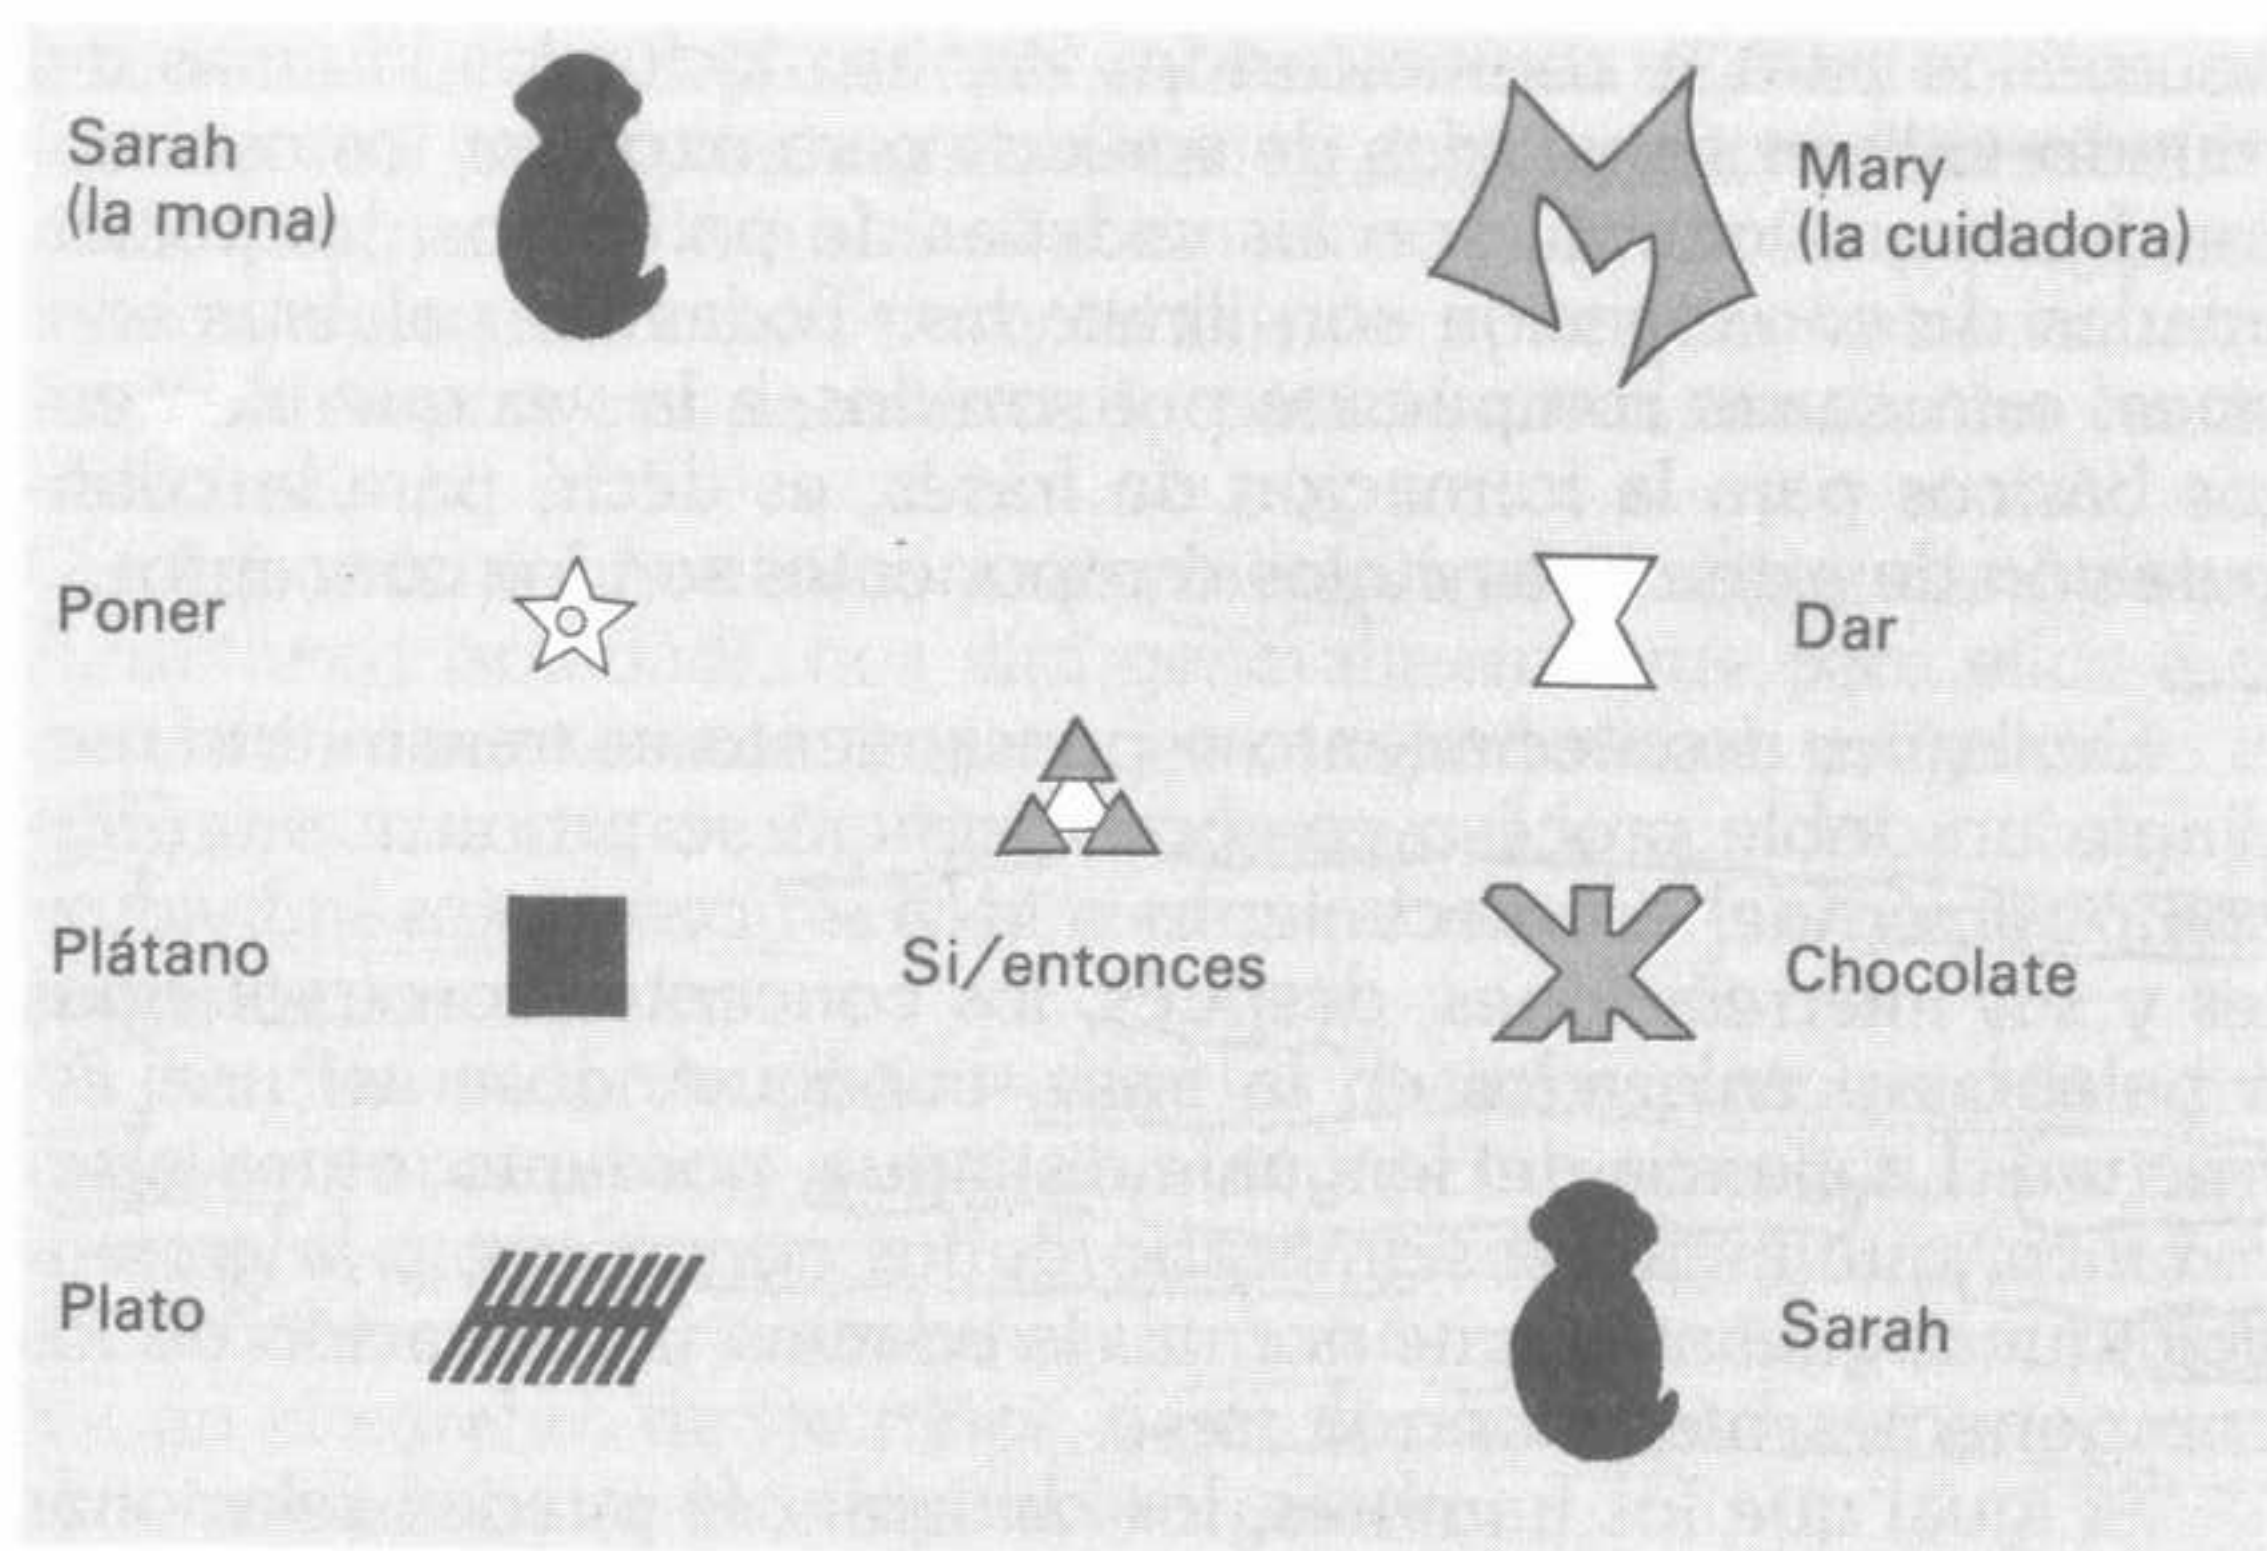 Sarah
(la mona)
Mary
(la cuidadora)
Poner
Dar
Plátano
Si/entonces
Chocolate
Plato
Sarah